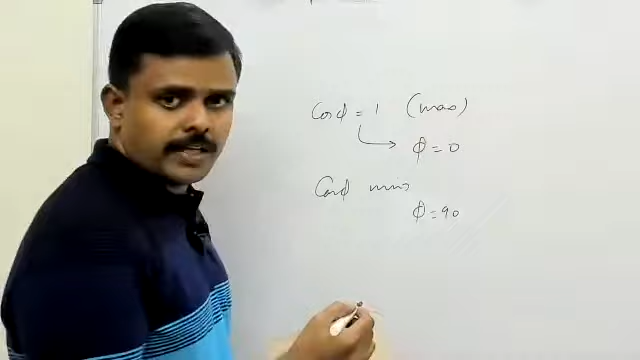 Cosφ = 1 (max)
φ = 0
Cosφ min
φ = 90